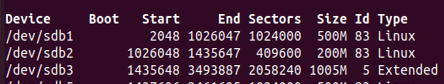 Device Boot Start End Sectors Size Id Type
/dev/sdb1 2048 1026047 1024000 500M 83 Linux
/dev/sdb2 1026048 1435647 409600 200M 83 Linux
/dev/sdb3 1435648 3493887 2058240 1005M 5 Extended